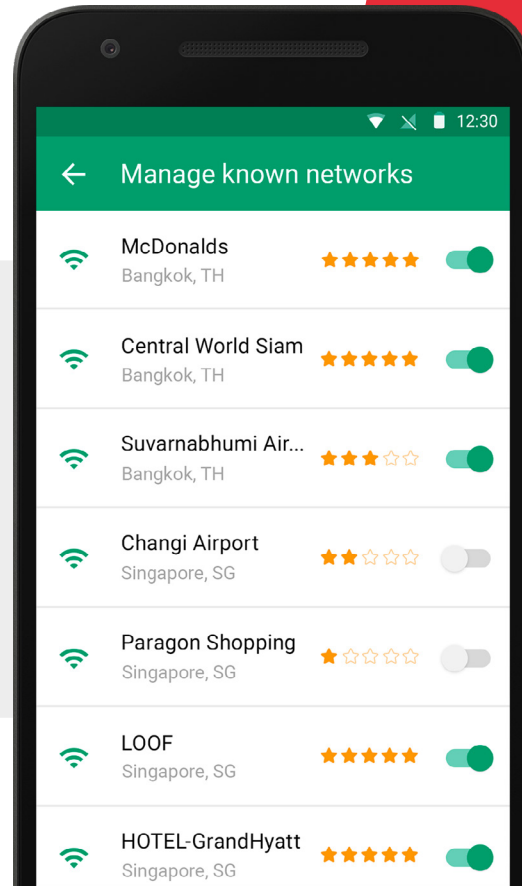 12:30
Manage known networks
McDonalds
Bangkok, TH
Central World Siam
Bangkok, TH
Suvarnabhumi Air...
Bangkok, TH
Changi Airport
Singapore, SG
Paragon Shopping
Singapore, SG
LOOF
Singapore, SG
HOTEL-GrandHyatt
Singapore, SG